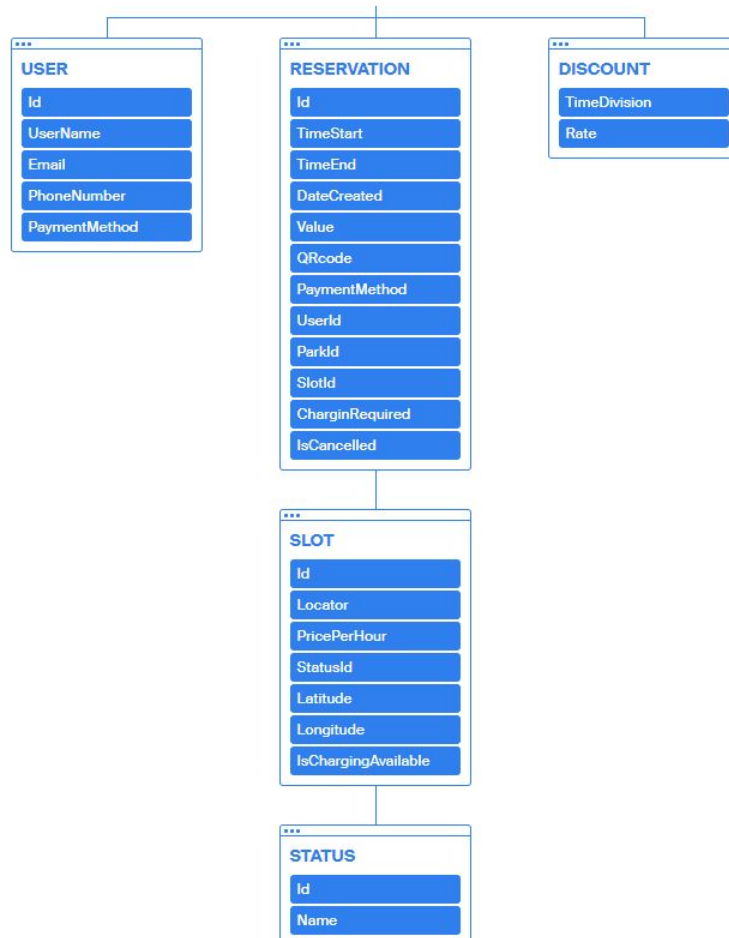 USER
Id
UserName
Email
PhoneNumber
PaymentMethod
RESERVATION
Id
TimeStart
TimeEnd
DateCreated
Value
QRcode
PaymentMethod
UserId
ParkId
SlotId
CharginRequired
IsCancelled
DISCOUNT
TimeDivision
Rate
SLOT
Id
Locator
PricePerHour
StatusId
Latitude
Longitude
IsChargingAvailable
STATUS
Id
Name